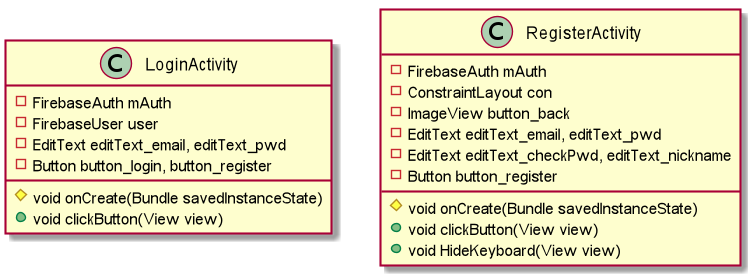 C LoginActivity
FirebaseAuth mAuth
FirebaseUser user
EditText editText_email, editText_pwd
Button button_login, button_register
void onCreate(Bundle savedInstanceState)
void clickButton(View view)
C RegisterActivity
FirebaseAuth mAuth
ConstraintLayout con
ImageView button_back
EditText editText_email, editText_pwd
EditText editText_checkPwd, editText_nickname
Button button_register
void onCreate(Bundle savedInstanceState)
void clickButton(View view)
void HideKeyboard(View view)